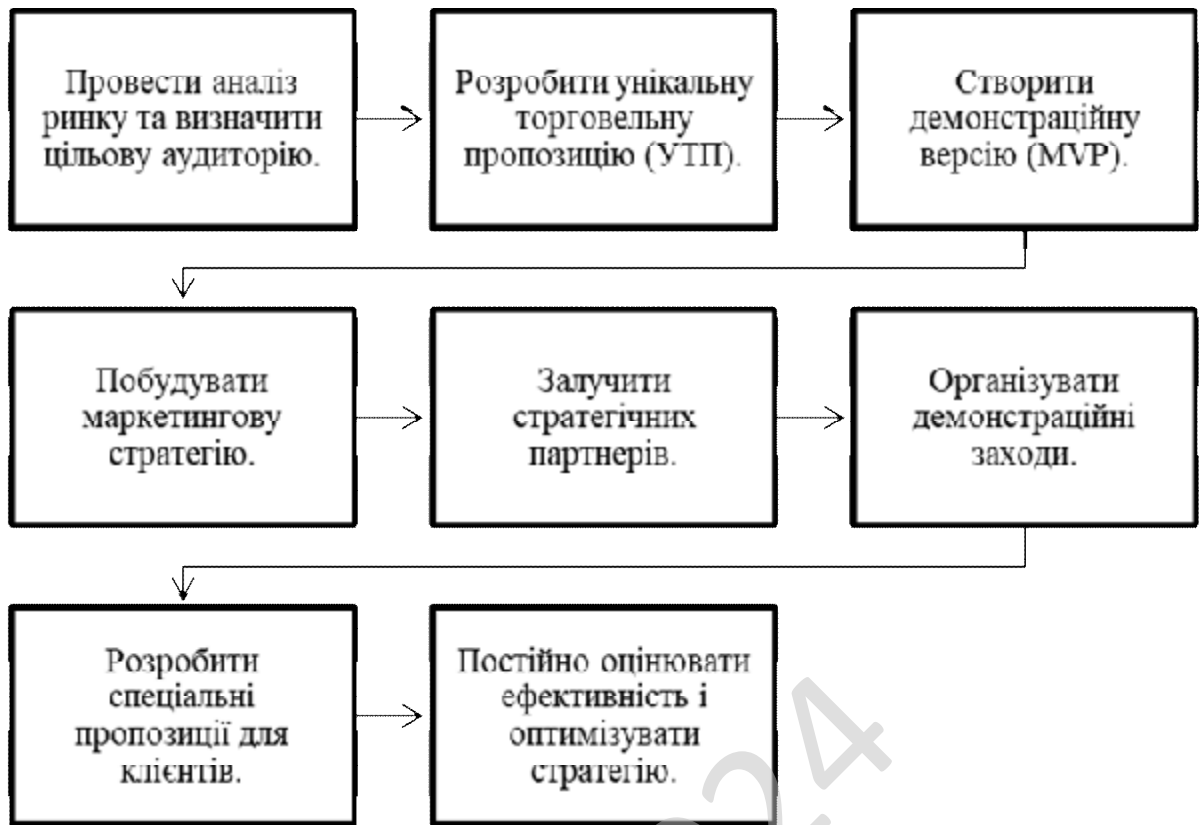 Провести аналіз
ринку та визначити
цільову аудиторію.
Розробити унікальну
торговельну
пропозицію (УТП).
Створити
демонстраційну
версію (MVP).
Побудувати
маркетингову
стратегію.
Залучити
стратегічних
партнерів.
Організувати
демонстраційні
заходи.
Розробити
спеціальні
пропозиції для
клієнтів.
Постійно оцінювати
ефективність і
оптимізувати
стратегію.
24